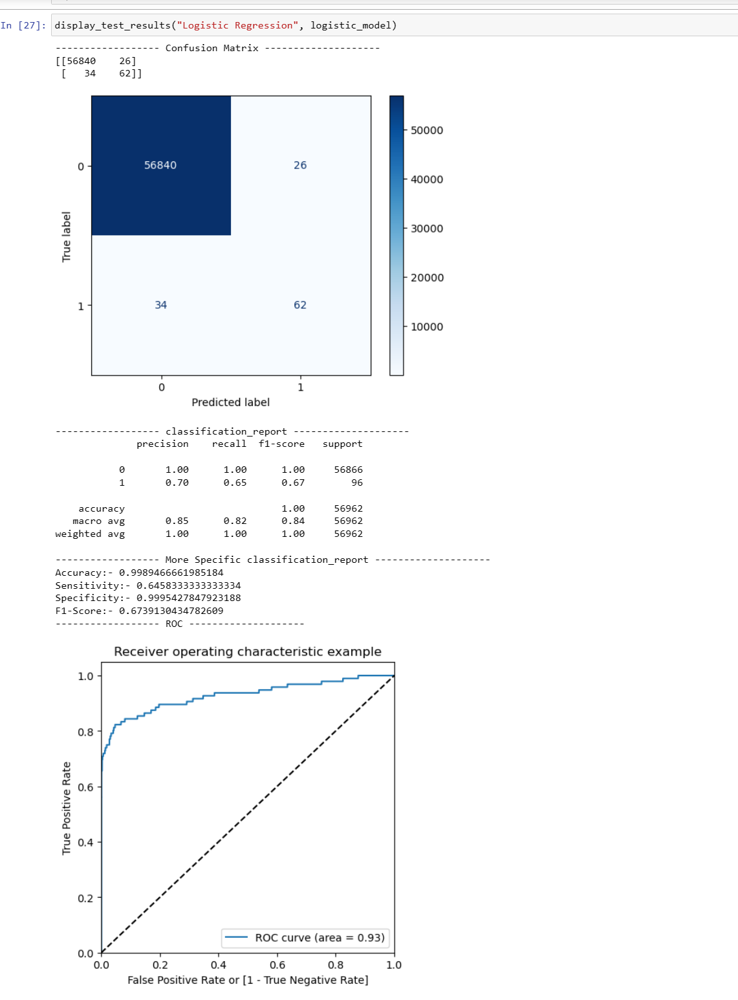 In [27]: display_test_results("Logistic Regression", logistic_model)
------------------ Confusion Matrix --------------------
[[56840    26]
 [   34    62]]
50000
40000
30000
20000
10000
56840 26
34 62
0
1
True label
0 1
Predicted label
------------------ classification_report --------------------
              precision    recall  f1-score   support

           0       1.00      1.00      1.00     56866
           1       0.70      0.65      0.67        96

    accuracy                           1.00     56962
   macro avg       0.85      0.82      0.84     56962
weighted avg       1.00      1.00      1.00     56962

------------------ More Specific classification_report --------------------
Accuracy:- 0.9989466661985184
Sensitivity:- 0.6458333333333334
Specificity:- 0.9995427847923188
F1-Score:- 0.6739130434782609
------------------ ROC --------------------
Receiver operating characteristic example
1.0
0.8
0.6
0.4
0.2
0.0
True Positive Rate
ROC curve (area = 0.93)
0.0 0.2 0.4 0.6 0.8 1.0
False Positive Rate or [1 - True Negative Rate]